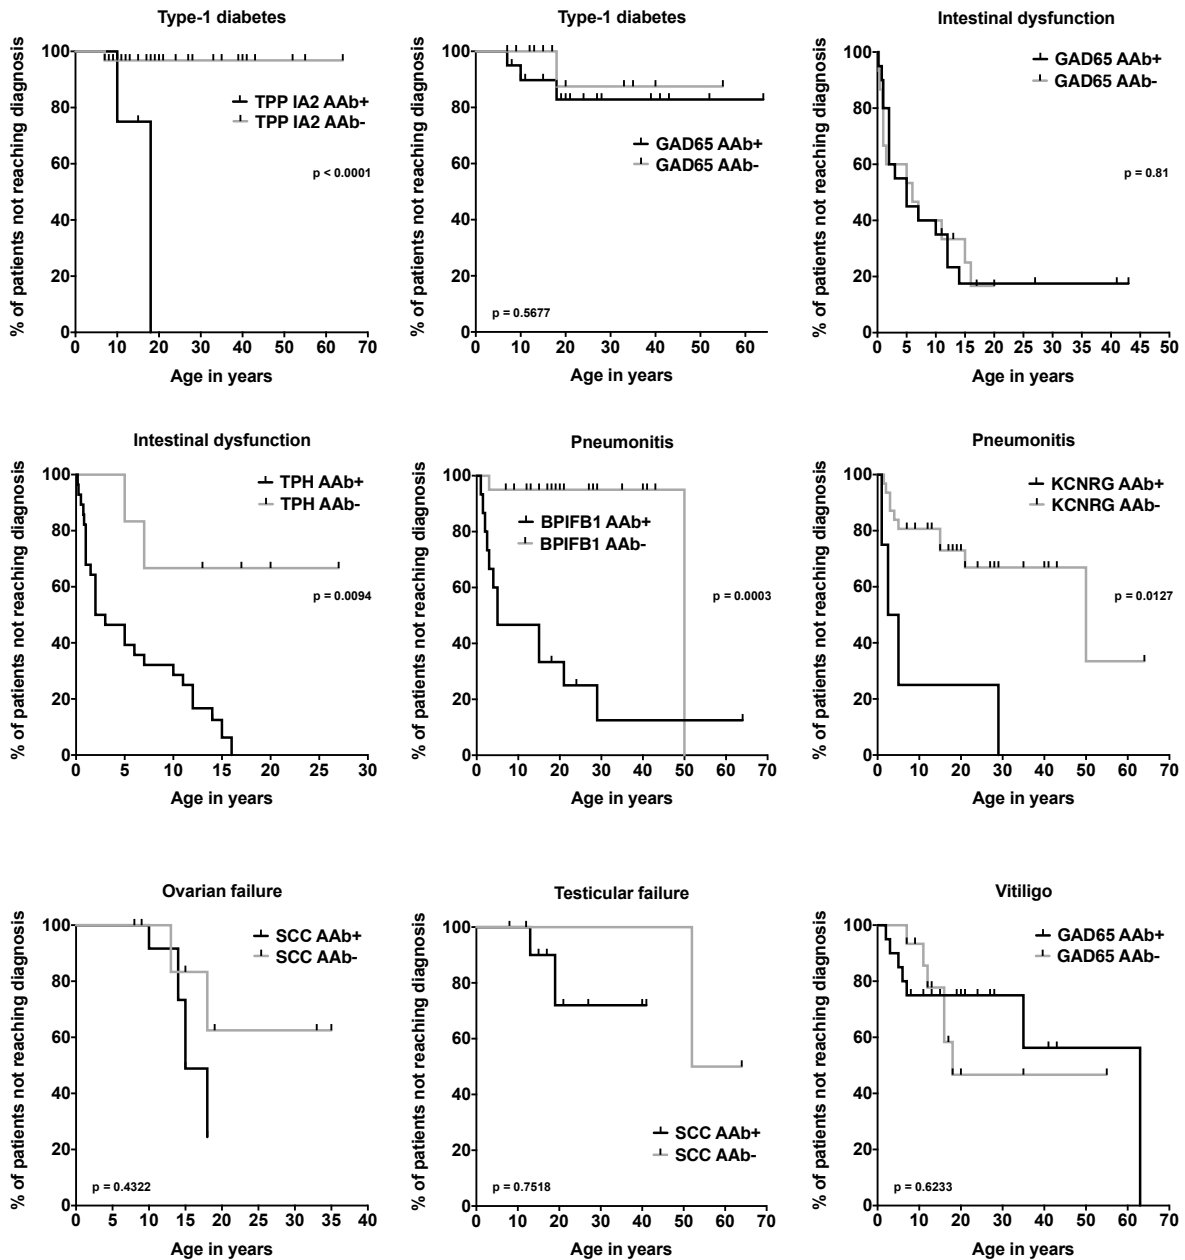 Type-1 diabetes
% of patients not reaching diagnosis
100
80
60
40
20
0
TPP IA2 AAb+
TPP IA2 AAb-
p < 0.0001
0 10 20 30 40 50 60 70
Age in years
Type-1 diabetes
% of patients not reaching diagnosis
100
80
60
40
20
0
GAD65 AAb+
GAD65 AAb-
p = 0.5677
0 10 20 30 40 50 60
Age in years
Intestinal dysfunction
% of patients not reaching diagnosis
100
80
60
40
20
0
GAD65 AAb+
GAD65 AAb-
p = 0.81
0 5 10 15 20 25 30 35 40 45 50
Age in years
Intestinal dysfunction
% of patients not reaching diagnosis
100
80
60
40
20
0
TPH AAb+
TPH AAb-
p = 0.0094
0 5 10 15 20 25 30
Age in years
Pneumonitis
% of patients not reaching diagnosis
100
80
60
40
20
0
BPIFB1 AAb+
BPIFB1 AAb-
p = 0.0003
0 10 20 30 40 50 60 70
Age in years
Pneumonitis
% of patients not reaching diagnosis
100
80
60
40
20
0
KCNRG AAb+
KCNRG AAb-
p = 0.0127
0 10 20 30 40 50 60 70
Age in years
Ovarian failure
% of patients not reaching diagnosis
100
80
60
40
20
0
SCC AAb+
SCC AAb-
p = 0.4322
0 5 10 15 20 25 30 35 40
Age in years
Testicular failure
% of patients not reaching diagnosis
100
80
60
40
20
0
SCC AAb+
SCC AAb-
p = 0.7518
0 10 20 30 40 50 60 70
Age in years
Vitiligo
% of patients not reaching diagnosis
100
80
60
40
20
0
GAD65 AAb+
GAD65 AAb-
p = 0.6233
0 10 20 30 40 50 60 70
Age in years